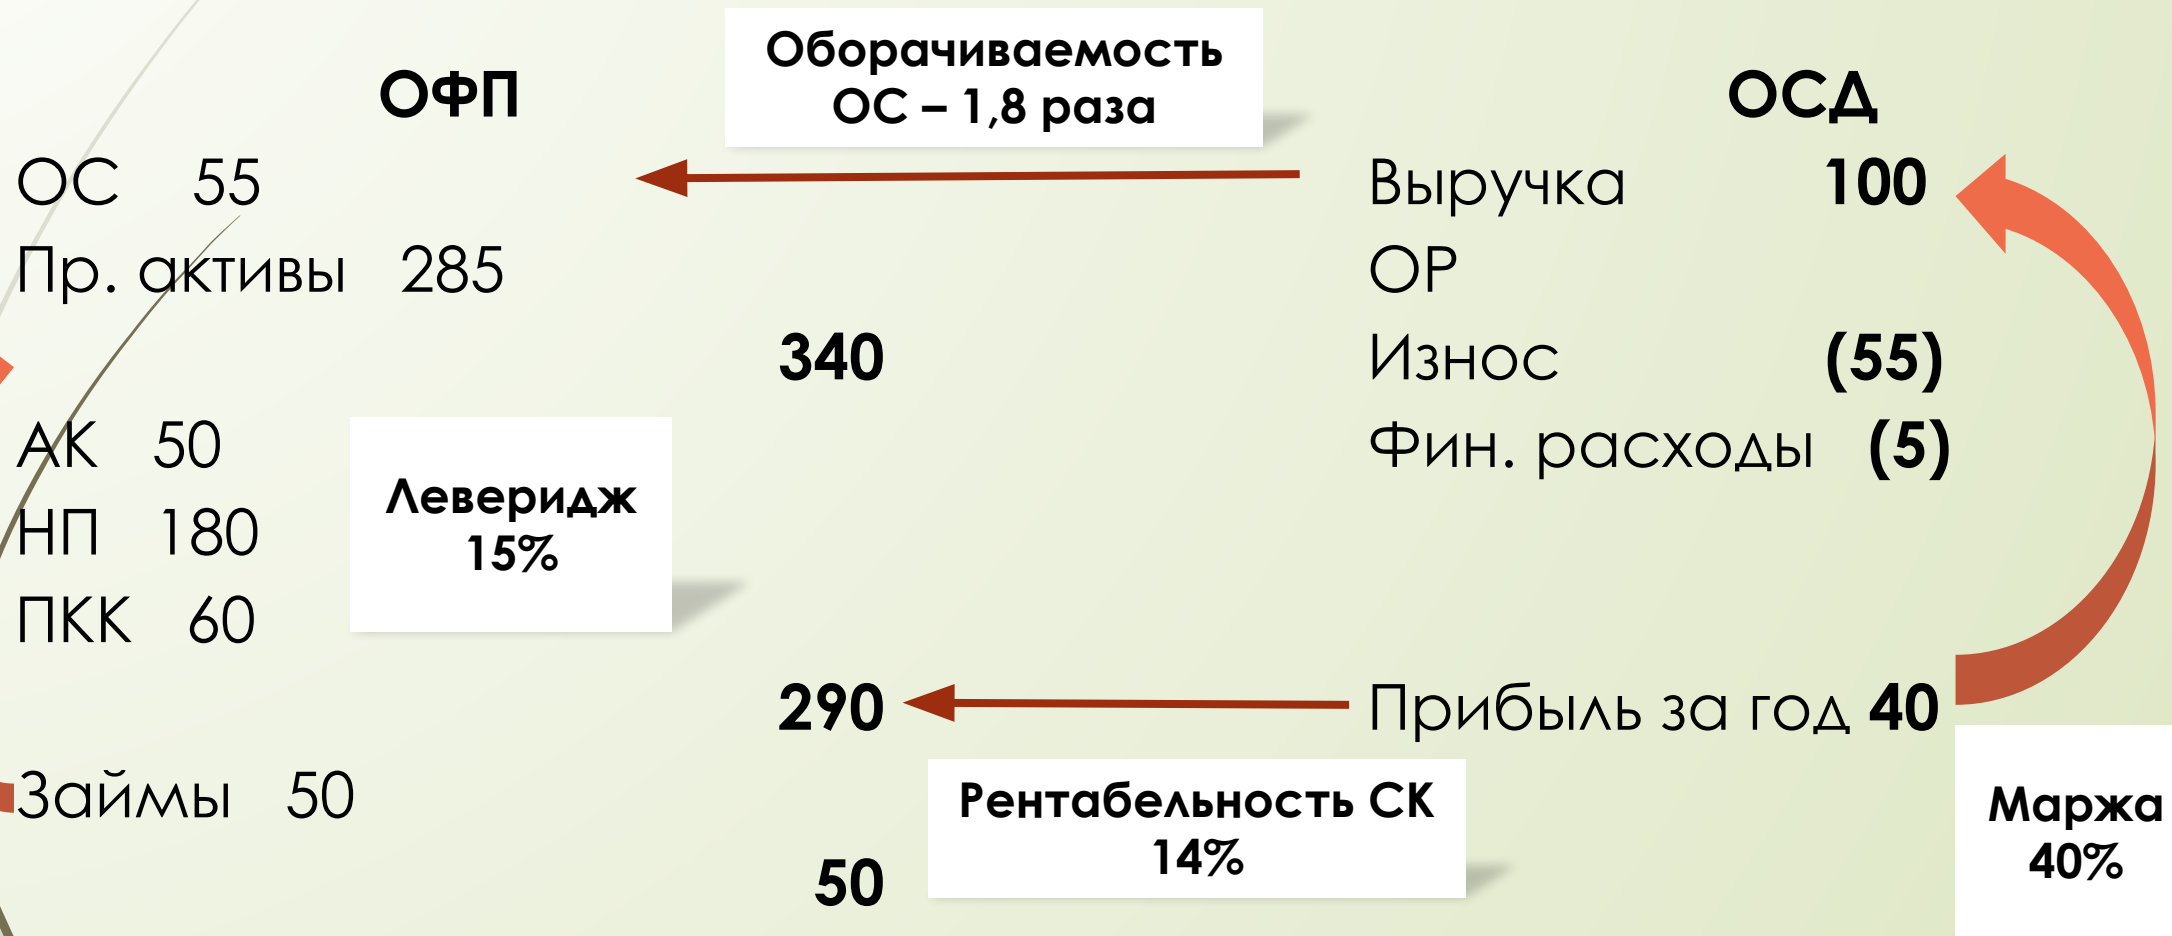 Оборачиваемость
ОС – 1,8 раза
ОФП
ОС 55
Пр. активы 285
340
АК 50
НП 180
ПКК 60
Леверидж
15%
290
Займы 50
50
ОСД
Выручка 100
ОР
Износ (55)
Фин. расходы (5)
Прибыль за год 40
Рентабельность СК
14%
Маржа
40%